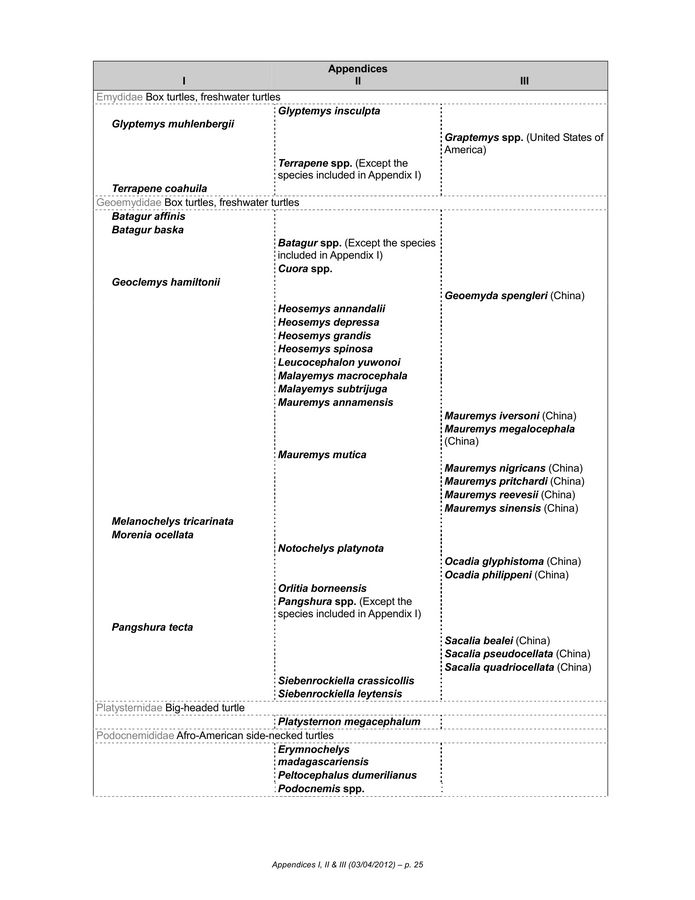 Appendices
I II III
Emydidae Box turtles, freshwater turtles
Glyptemys insculpta
Glyptemys muhlenbergii
Graptemys spp. (United States of
America)
Terrapene spp. (Except the
species included in Appendix I)
Terrapene coahuila
Geoemydidae Box turtles, freshwater turtles
Batagur affinis
Batagur baska
Batagur spp. (Except the species
included in Appendix I)
Cuora spp.
Geoclemys hamiltonii
Geoemyda spengleri (China)
Heosemys annandalii
Heosemys depressa
Heosemys grandis
Heosemys spinosa
Leucocephalon yuwonoi
Malayemys macrocephala
Malayemys subtrijuga
Mauremys annamensis
Mauremys iversoni (China)
Mauremys megalocephala
(China)
Mauremys mutica
Mauremys nigricans (China)
Mauremys pritchardi (China)
Mauremys reevesii (China)
Mauremys sinensis (China)
Melanochelys tricarinata
Morenia ocellata
Notochelys platynota
Ocadia glyphistoma (China)
Ocadia philippeni (China)
Orlitia borneensis
Pangshura spp. (Except the
species included in Appendix I)
Pangshura tecta
Sacalia bealei (China)
Sacalia pseudocellata (China)
Sacalia quadriocellata (China)
Siebenrockiella crassicollis
Siebenrockiella leytensis
Platysternidae Big-headed turtle
Platysternon megacephalum
Podocnemididae Afro-American side-necked turtles
Erymnochelys
madagascariensis
Peltocephalus dumerilianus
Podocnemis spp.
Appendices I, II & III (03/04/2012) – p. 25